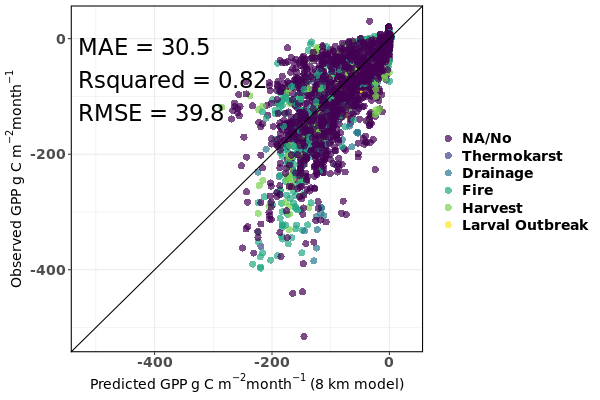 MAE = 30.5
Rsquared = 0.82
RMSE = 39.8
0
-200
-400
Observed GPP g C m⁻²month⁻¹
-400 -200 0
Predicted GPP g C m⁻²month⁻¹ (8 km model)
NA/No
Thermokarst
Drainage
Fire
Harvest
Larval Outbreak